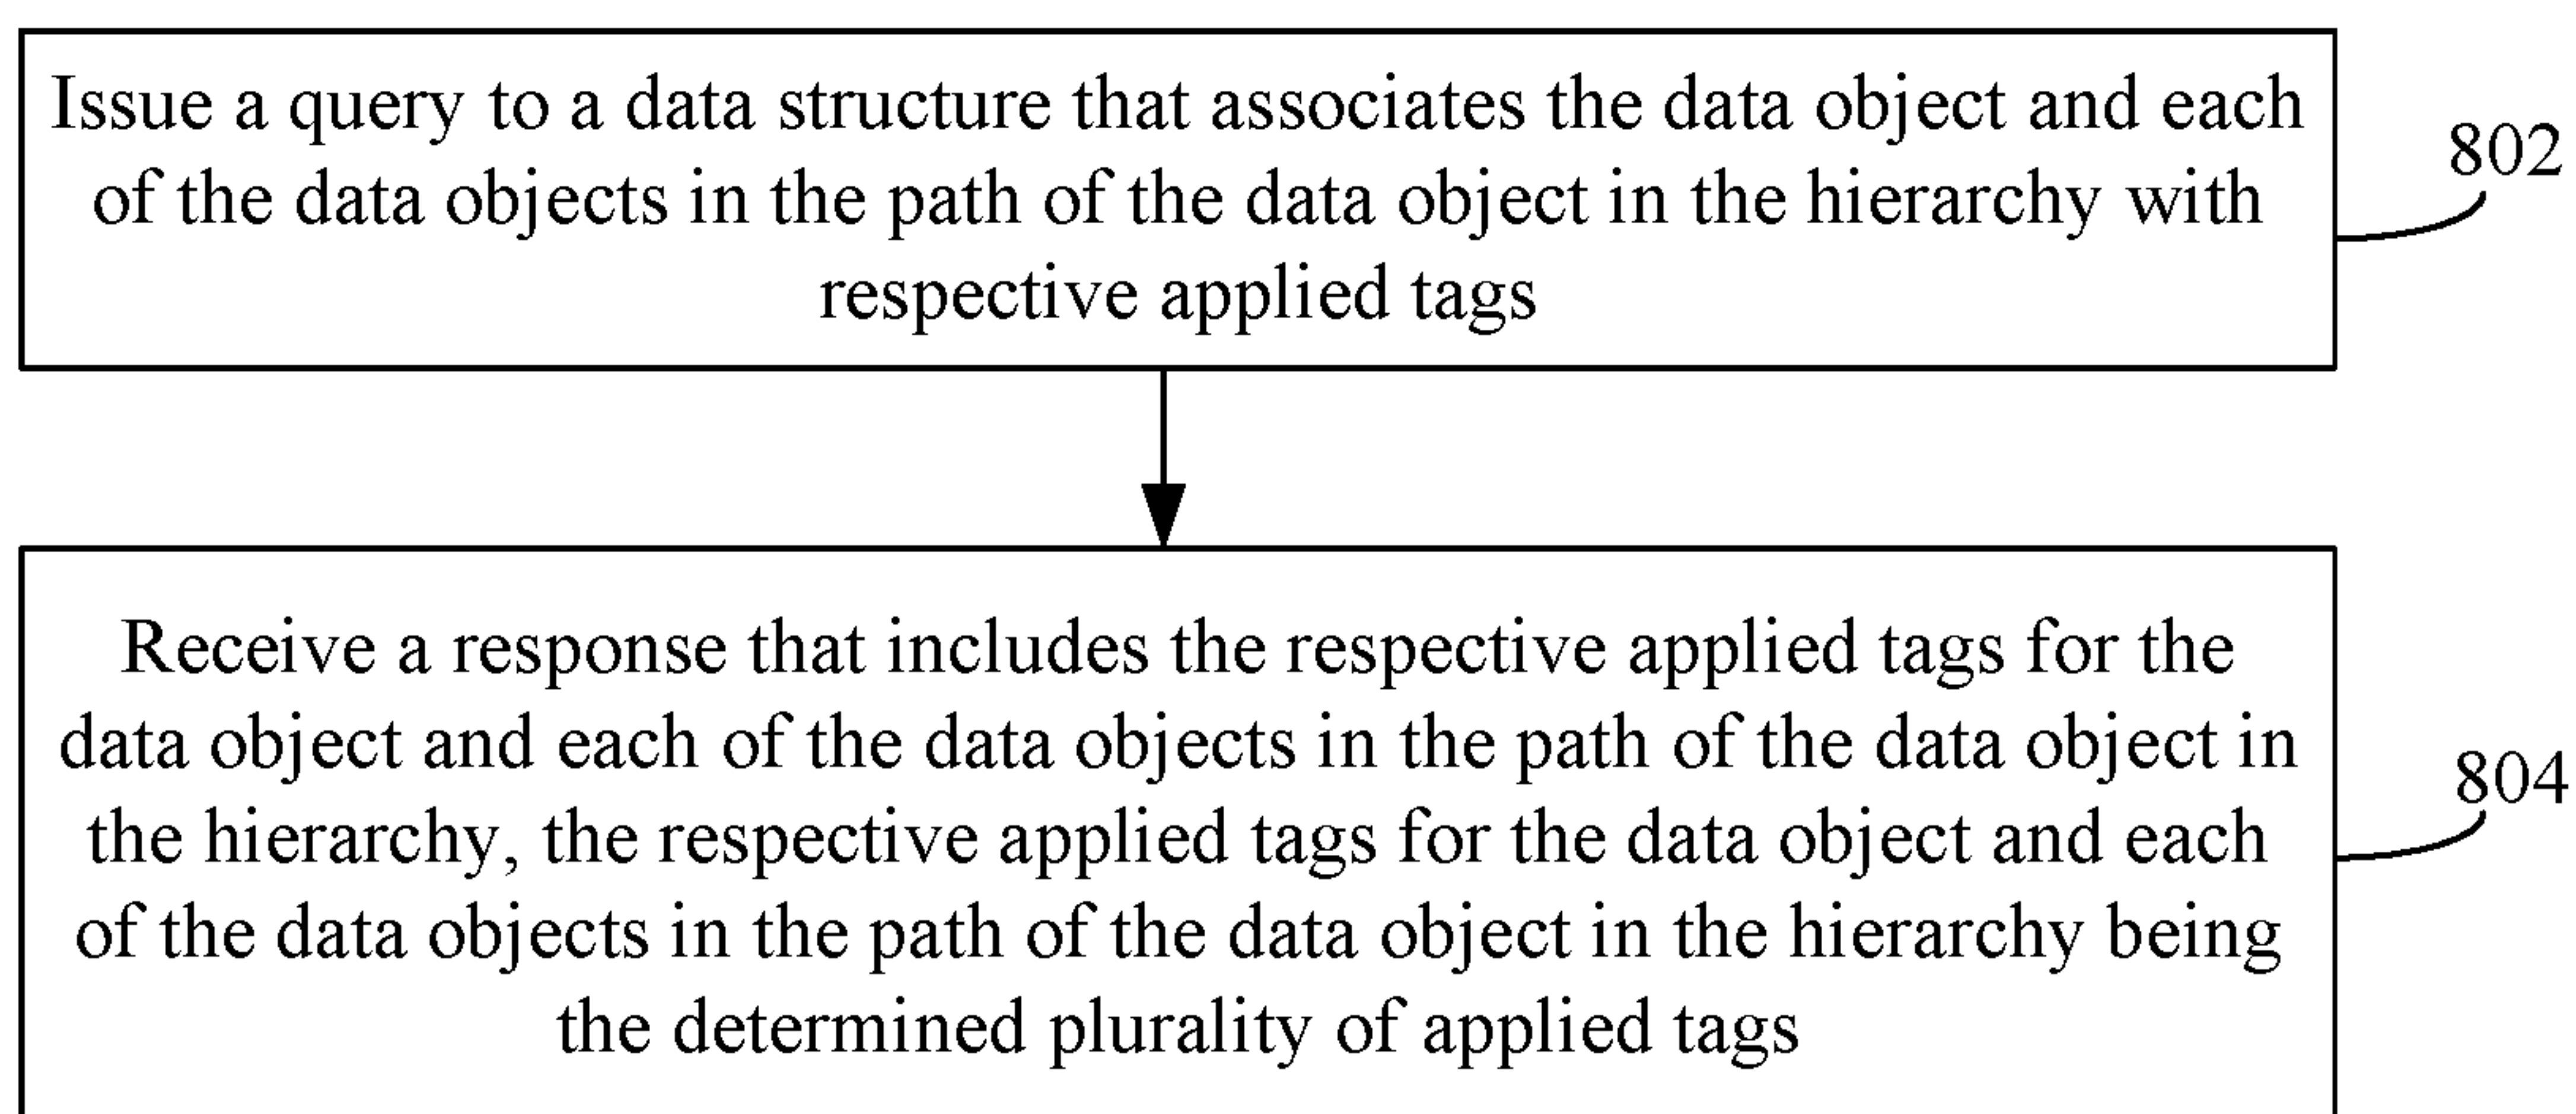 Issue a query to a data structure that associates the data object and each
of the data objects in the path of the data object in the hierarchy with
respective applied tags
802
Receive a response that includes the respective applied tags for the
data object and each of the data objects in the path of the data object in
the hierarchy, the respective applied tags for the data object and each
of the data objects in the path of the data object in the hierarchy being
the determined plurality of applied tags
804